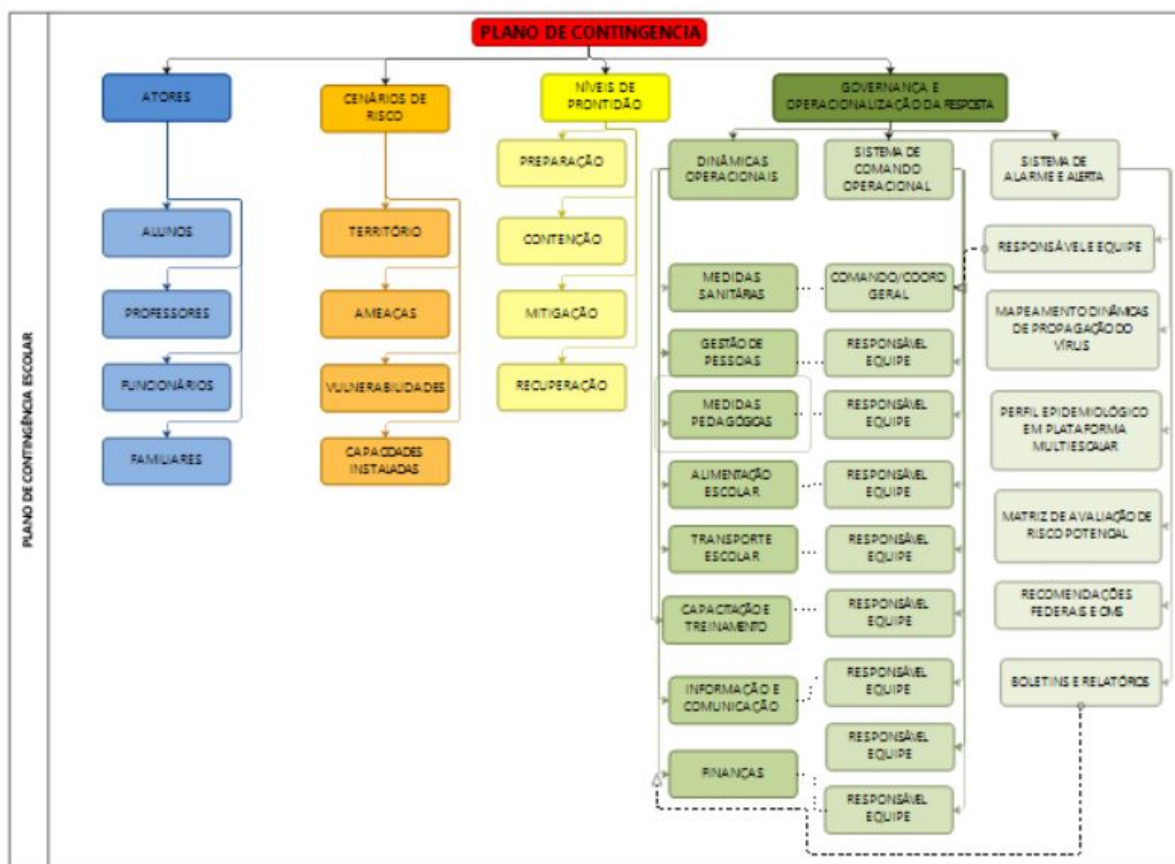 PLANO DE CONTINGENCIA
PLANO DE CONTINGÊNCIA ESCOLAR
ATORES
ALUNOS
PROFESSORES
FUNCIONÁRIOS
FAMILIARES
CENÁRIOS DE
RISCO
TERRITÓRIO
AMEAÇAS
VULNERABILIDADES
CAPACIDADES
INSTALADAS
NÍVEIS DE
PRONTIDÃO
PREPARAÇÃO
CONTENÇÃO
MITIGAÇÃO
RECUPERAÇÃO
GOVERNANÇA E
OPERACIONALIZAÇÃO DA RESPOSTA
DINÂMICAS
OPERACIONAIS
MEDIDAS
SANITÁRIAS
GESTÃO DE
PESSOAS
MEDIDAS
PEDAGÓGICAS
ALIMENTAÇÃO
ESCOLAR
TRANSPORTE
ESCOLAR
CAPACITAÇÃO E
TREINAMENTO
INFORMAÇÃO E
COMUNICAÇÃO
FINANÇAS
SISTEMA DE
COMANDO
OPERACIONAL
COMANDO/COORD
GERAL
RESPONSÁVEL
EQUIPE
RESPONSÁVEL
EQUIPE
RESPONSÁVEL
EQUIPE
RESPONSÁVEL
EQUIPE
RESPONSÁVEL
EQUIPE
RESPONSÁVEL
EQUIPE
RESPONSÁVEL
EQUIPE
RESPONSÁVEL
EQUIPE
SISTEMA DE
ALARME E ALERTA
RESPONSÁVEL E EQUIPE
MAPEAMENTO DINÂMICAS
DE PROPAGAÇÃO DO
VÍRUS
PERFIL EPIDEMIOLÓGICO
EM PLATAFORMA
MULTIESCALAR
MATRIZ DE AVALIAÇÃO DE
RISCO POTENCIAL
RECOMENDAÇÕES
FEDERAIS E OMS
BOLETINS E RELATÓRIOS